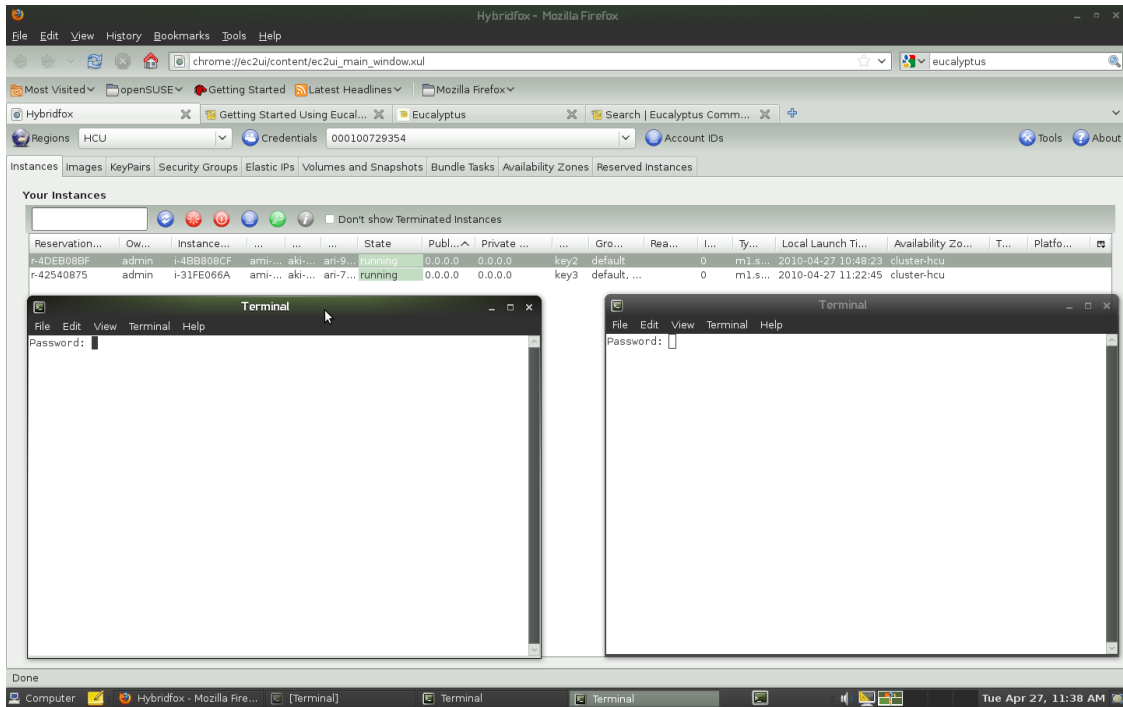 Hybridfox - Mozilla Firefox
File Edit View History Bookmarks Tools Help
chrome://ec2ui/content/ec2ui_main_window.xul
eucalyptus
Most Visited openSUSE Getting Started Latest Headlines Mozilla Firefox
Hybridfox Getting Started Using Eucal... Eucalyptus Search | Eucalyptus Comm...
Regions HCU Credentials 000100729354 Account IDs Tools About
Instances Images KeyPairs Security Groups Elastic IPs Volumes and Snapshots Bundle Tasks Availability Zones Reserved Instances
Your Instances
Don't show Terminated Instances
Reservation... Ow... Instance... ... ... ... State Publ... Private ... ... Gro... Rea... I... Ty... Local Launch Ti... Availability Zo... T... Platfo...
r-4DEB08BF admin i-4BB808CF ami-... aki-... ari-9... running 0.0.0.0 0.0.0.0 key2 default 0 m1.s... 2010-04-27 10:48:23 cluster-hcu
r-42540875 admin i-31FE066A ami-... aki-... ari-7... running 0.0.0.0 0.0.0.0 key3 default, ... 0 m1.s... 2010-04-27 11:22:45 cluster-hcu
Terminal
File Edit View Terminal Help
Password:
Terminal
File Edit View Terminal Help
Password:
Done
Computer Hybridfox - Mozilla Fire... [Terminal] Terminal Terminal Tue Apr 27, 11:38 AM